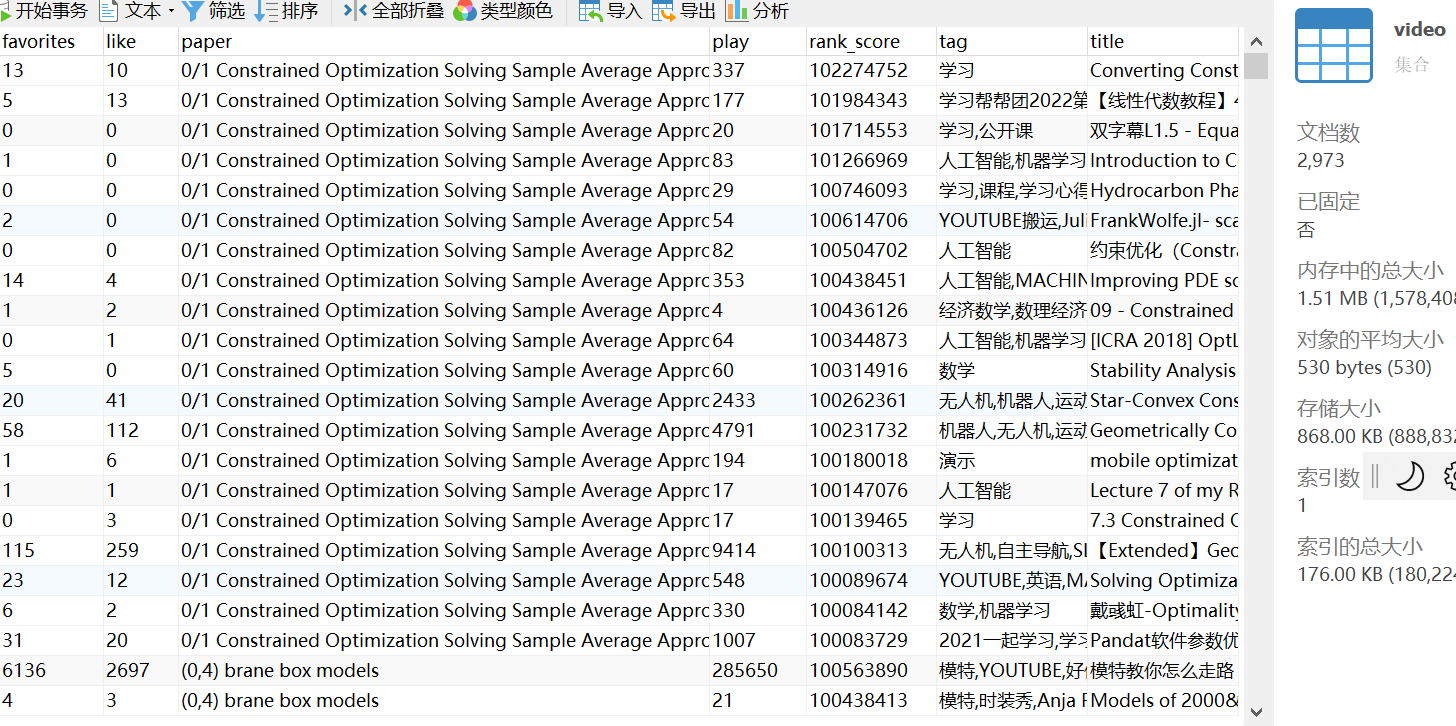 开始事务 文本 筛选 排序 全部折叠 类型颜色 导入 导出 分析
favorites like paper play rank_score tag title
13 10 0/1 Constrained Optimization Solving Sample Average Appro 337 102274752 学习 Converting Const
5 13 0/1 Constrained Optimization Solving Sample Average Appro 177 101984343 学习帮帮团2022第 【线性代数教程】4
0 0 0/1 Constrained Optimization Solving Sample Average Appro 20 101714553 学习,公开课 双字幕L1.5 - Equa
1 0 0/1 Constrained Optimization Solving Sample Average Appro 83 101266969 人工智能,机器学习 Introduction to C
0 0 0/1 Constrained Optimization Solving Sample Average Appro 29 100746093 学习,课程,学习心得 Hydrocarbon Pha
2 0 0/1 Constrained Optimization Solving Sample Average Appro 54 100614706 YOUTUBE搬运,Juli FrankWolfe.jl- sca
0 0 0/1 Constrained Optimization Solving Sample Average Appro 82 100504702 人工智能 约束优化（Constra
14 4 0/1 Constrained Optimization Solving Sample Average Appro 353 100438451 人工智能,MACHIN Improving PDE so
1 2 0/1 Constrained Optimization Solving Sample Average Appro 4 100436126 经济数学,数理经济 09 - Constrained
0 1 0/1 Constrained Optimization Solving Sample Average Appro 64 100344873 人工智能,机器学习 [ICRA 2018] OptL
5 0 0/1 Constrained Optimization Solving Sample Average Appro 60 100314916 数学 Stability Analysis
20 41 0/1 Constrained Optimization Solving Sample Average Appro 2433 100262361 无人机,机器人,运动 Star-Convex Cons
58 112 0/1 Constrained Optimization Solving Sample Average Appro 4791 100231732 机器人,无人机,运动 Geometrically Co
1 6 0/1 Constrained Optimization Solving Sample Average Appro 194 100180018 演示 mobile optimizat
1 1 0/1 Constrained Optimization Solving Sample Average Appro 17 100147076 人工智能 Lecture 7 of my R
0 3 0/1 Constrained Optimization Solving Sample Average Appro 17 100139465 学习 7.3 Constrained O
115 259 0/1 Constrained Optimization Solving Sample Average Appro 9414 100100313 无人机,自主导航,SL 【Extended】Geo
23 12 0/1 Constrained Optimization Solving Sample Average Appro 548 100089674 YOUTUBE,英语,MA Solving Optimiza
6 2 0/1 Constrained Optimization Solving Sample Average Appro 330 100084142 数学,机器学习 戴彧虹-Optimality
31 20 0/1 Constrained Optimization Solving Sample Average Appro 1007 100083729 2021一起学习,学习 Pandat软件参数优
6136 2697 (0,4) brane box models 285650 100563890 模特,YOUTUBE,好 模特教你怎么走路
4 3 (0,4) brane box models 21 100438413 模特,时装秀,Anja Models of 2000&
video
集合
文档数
2,973
已固定
否
内存中的总大小
1.51 MB (1,578,408
对象的平均大小
530 bytes (530)
存储大小
868.00 KB (888,832
索引数
1
索引的总大小
176.00 KB (180,224